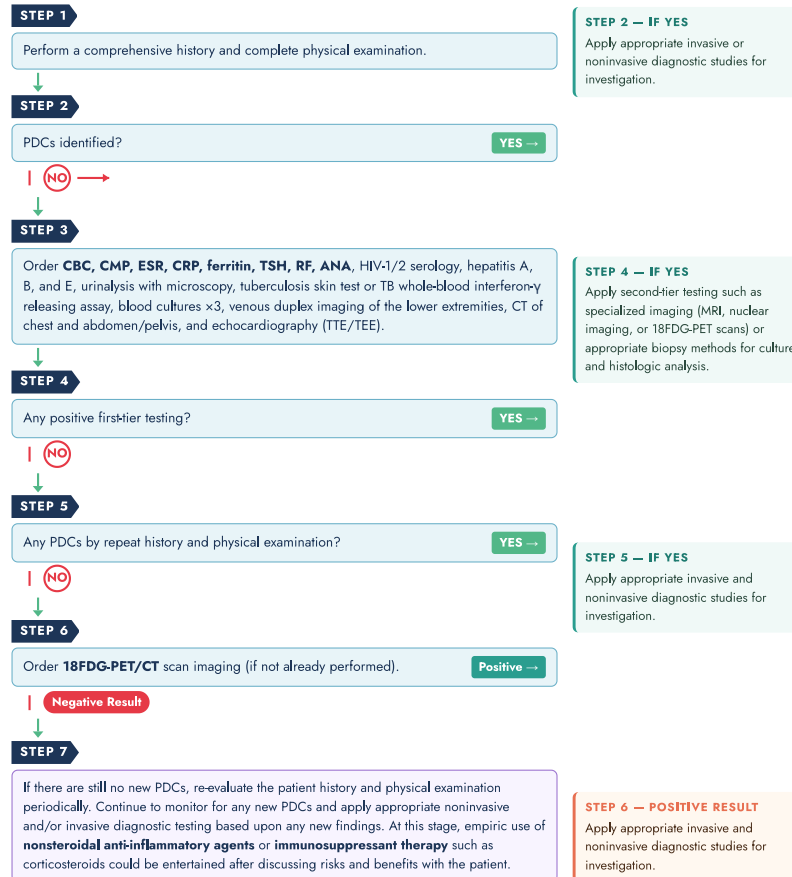 STEP 1
Perform a comprehensive history and complete physical examination.
STEP 2 — IF YES
Apply appropriate invasive or
noninvasive diagnostic studies for
investigation.
STEP 2
PDCs identified?
YES →
NO
STEP 3
Order CBC, CMP, ESR, CRP, ferritin, TSH, RF, ANA, HIV-1/2 serology, hepatitis A,
B, and E, urinalysis with microscopy, tuberculosis skin test or TB whole-blood interferon-γ
releasing assay, blood cultures ×3, venous duplex imaging of the lower extremities, CT of
chest and abdomen/pelvis, and echocardiography (TTE/TEE).
STEP 4
Any positive first-tier testing?
YES →
STEP 4 — IF YES
Apply second-tier testing such as
specialized imaging (MRI, nuclear
imaging, or 18FDG-PET scans) or
appropriate biopsy methods for culture
and histologic analysis.
NO
STEP 5
Any PDCs by repeat history and physical examination?
YES →
STEP 5 — IF YES
Apply appropriate invasive and
noninvasive diagnostic studies for
investigation.
NO
STEP 6
Order 18FDG-PET/CT scan imaging (if not already performed).
Positive →
Negative Result
STEP 7
If there are still no new PDCs, re-evaluate the patient history and physical examination
periodically. Continue to monitor for any new PDCs and apply appropriate noninvasive
and/or invasive diagnostic testing based upon any new findings. At this stage, empiric use of
nonsteroidal anti-inflammatory agents or immunosuppressant therapy such as
corticosteroids could be entertained after discussing risks and benefits with the patient.
STEP 6 — POSITIVE RESULT
Apply appropriate invasive and
noninvasive diagnostic studies for
investigation.